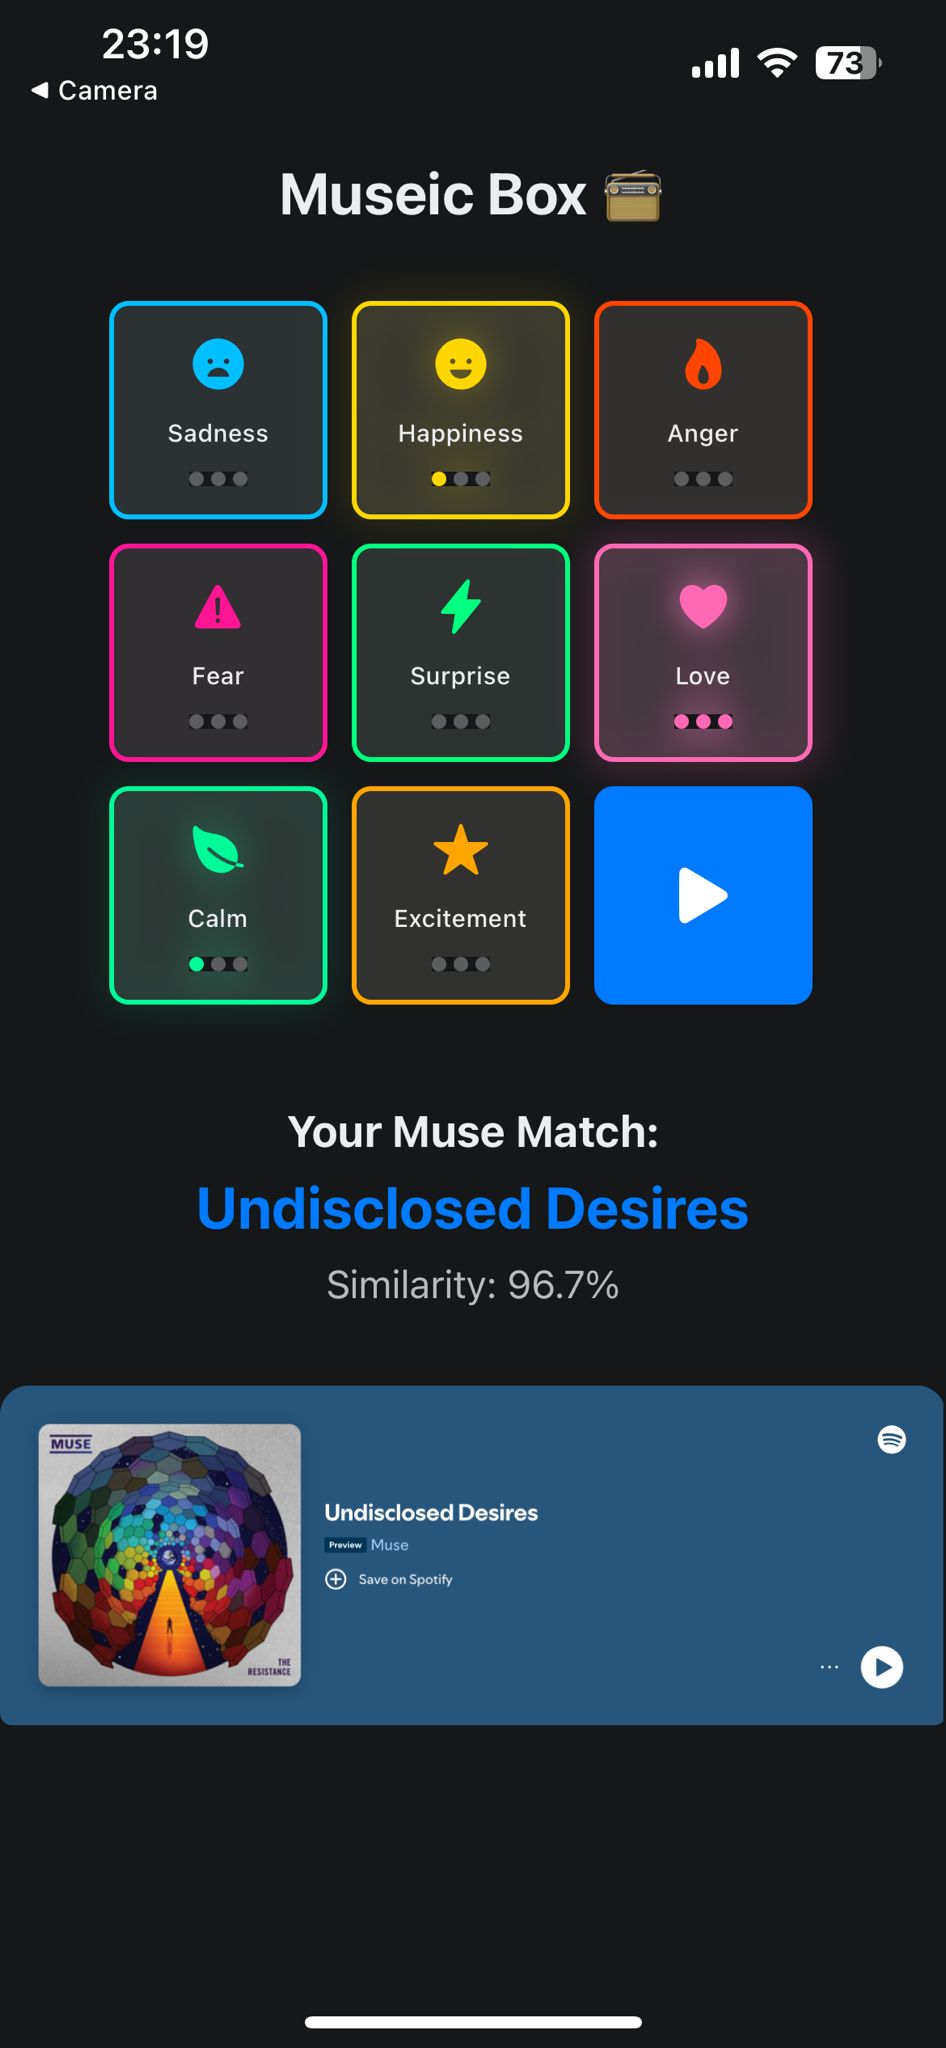 23:19
73
Camera
Museic Box
Sadness
Happiness
Anger
Fear
Surprise
Love
Calm
Excitement
Your Muse Match:
Undisclosed Desires
Similarity: 96.7%
MUSE
THE
RESISTANCE
Undisclosed Desires
Preview Muse
Save on Spotify